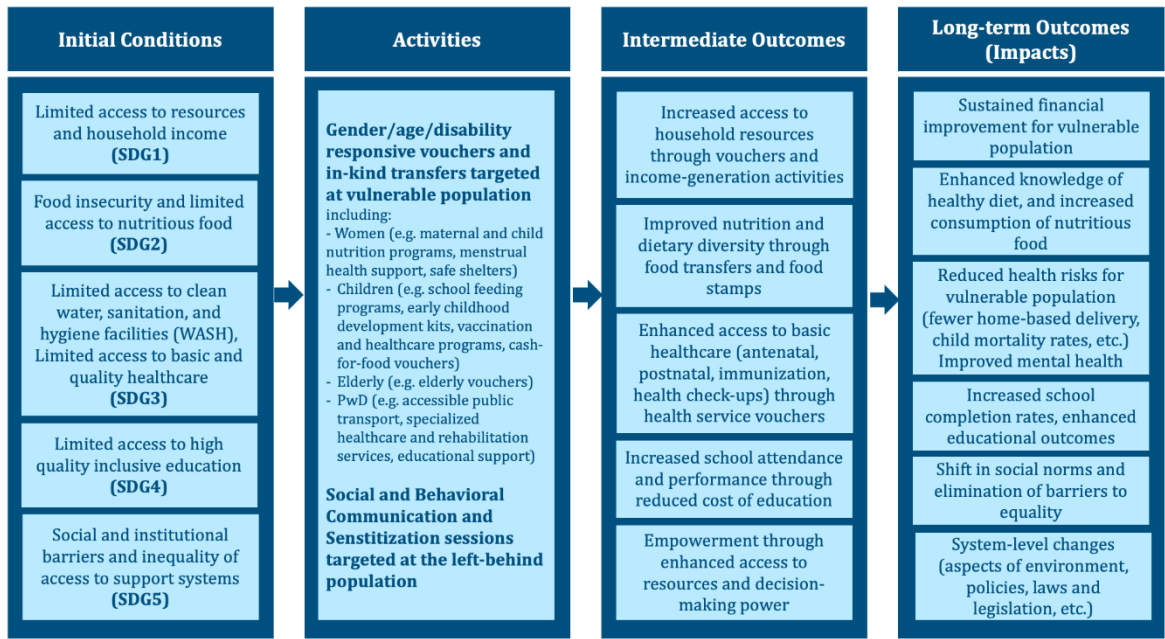 Initial Conditions
Limited access to resources
and household income
(SDG1)
Food insecurity and limited
access to nutritious food
(SDG2)
Limited access to clean
water, sanitation, and
hygiene facilities (WASH),
Limited access to basic and
quality healthcare
(SDG3)
Limited access to high
quality inclusive education
(SDG4)
Social and institutional
barriers and inequality of
access to support systems
(SDG5)
Activities
Gender/age/disability
responsive vouchers and
in-kind transfers targeted
at vulnerable population
including:
- Women (e.g. maternal and child
nutrition programs, menstrual
health support, safe shelters)
- Children (e.g. school feeding
programs, early childhood
development kits, vaccination
and healthcare programs, cash-
for-food vouchers)
- Elderly (e.g. elderly vouchers)
- PwD (e.g. accessible public
transport, specialized
healthcare and rehabilitation
services, educational support)
Social and Behavioral
Communication and
Senstitization sessions
targeted at the left-behind
population
Intermediate Outcomes
Increased access to
household resources
through vouchers and
income-generation activities
Improved nutrition and
dietary diversity through
food transfers and food
stamps
Enhanced access to basic
healthcare (antenatal,
postnatal, immunization,
health check-ups) through
health service vouchers
Increased school attendance
and performance through
reduced cost of education
Empowerment through
enhanced access to
resources and decision-
making power
Long-term Outcomes
(Impacts)
Sustained financial
improvement for vulnerable
population
Enhanced knowledge of
healthy diet, and increased
consumption of nutritious
food
Reduced health risks for
vulnerable population
(fewer home-based delivery,
child mortality rates, etc.)
Improved mental health
Increased school
completion rates, enhanced
educational outcomes
Shift in social norms and
elimination of barriers to
equality
System-level changes
(aspects of environment,
policies, laws and
legislation, etc.)